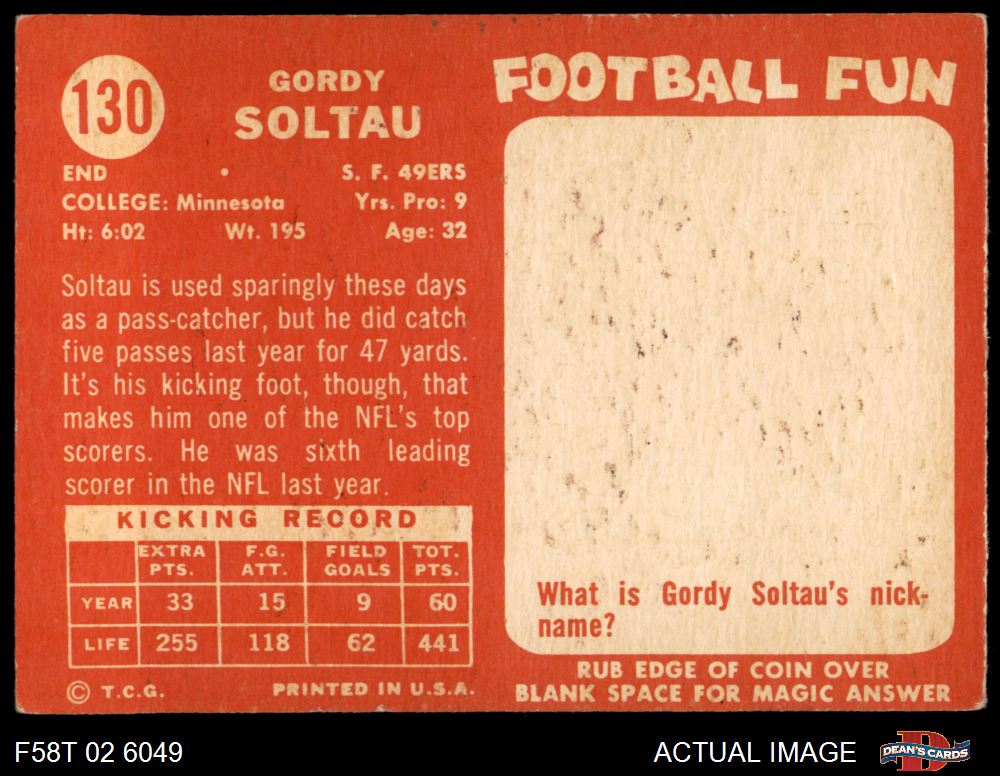 130
GORDY
SOLTAU
END • S. F. 49ERS
COLLEGE: Minnesota Yrs. Pro: 9
Ht: 6:02 Wt. 195 Age: 32
Soltau is used sparingly these days
as a pass-catcher, but he did catch
five passes last year for 47 yards.
It's his kicking foot, though, that
makes him one of the NFL's top
scorers. He was sixth leading
scorer in the NFL last year.
KICKING RECORD
EXTRA PTS. F.G. ATT. FIELD GOALS TOT. PTS.
YEAR 33 15 9 60
LIFE 255 118 62 441
© T.C.G. PRINTED IN U.S.A.
FOOTBALL FUN
What is Gordy Soltau's nick-
name?
RUB EDGE OF COIN OVER
BLANK SPACE FOR MAGIC ANSWER
F58T 02 6049 ACTUAL IMAGE
D
DEAN'S CARDS